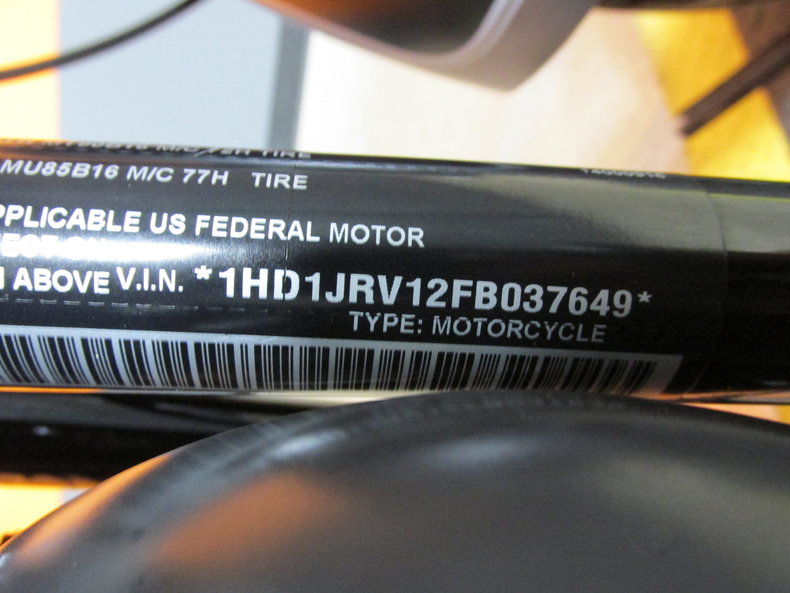 MU85B16 M/C 77H TIRE
APPLICABLE US FEDERAL MOTOR
ABOVE V.I.N. *1HD1JRV12FB037649*
TYPE: MOTORCYCLE